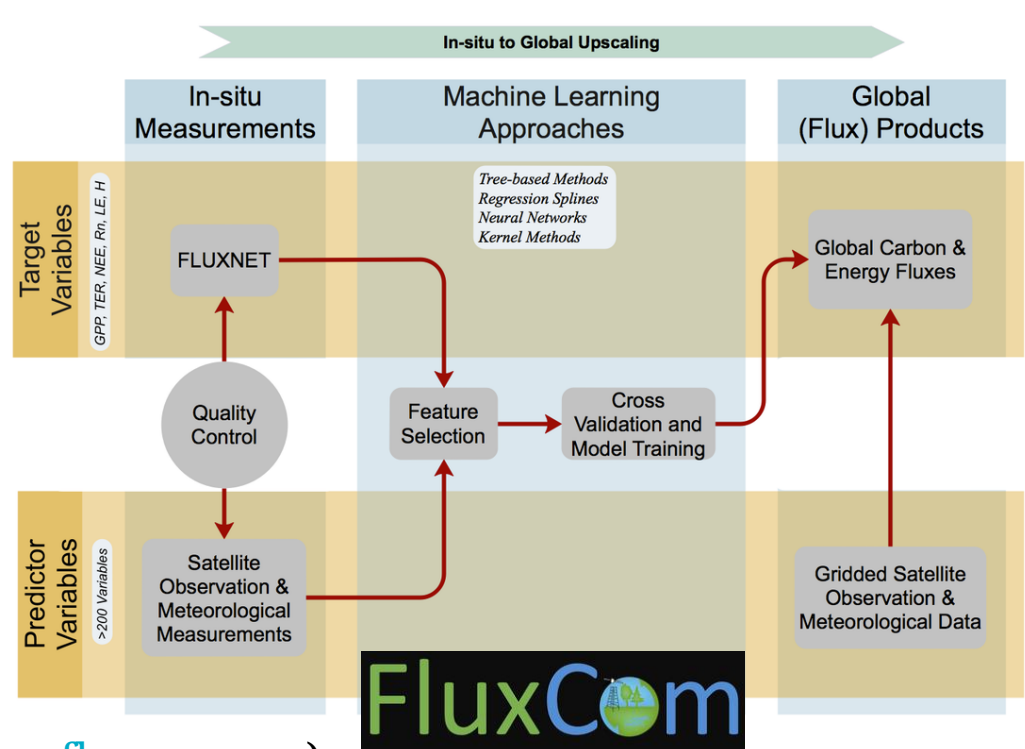 In-situ to Global Upscaling
In-situ
Measurements
Machine Learning
Approaches
Global
(Flux) Products
Target
Variables
GPP, TER, NEE, Rn, LE, H
Tree-based Methods
Regression Splines
Neural Networks
Kernel Methods
FLUXNET
Global Carbon &
Energy Fluxes
Quality
Control
Feature
Selection
Cross
Validation and
Model Training
Predictor
Variables
>200 Variables
Satellite
Observation &
Meteorological
Measurements
Gridded Satellite
Observation &
Meteorological Data
FluxCom